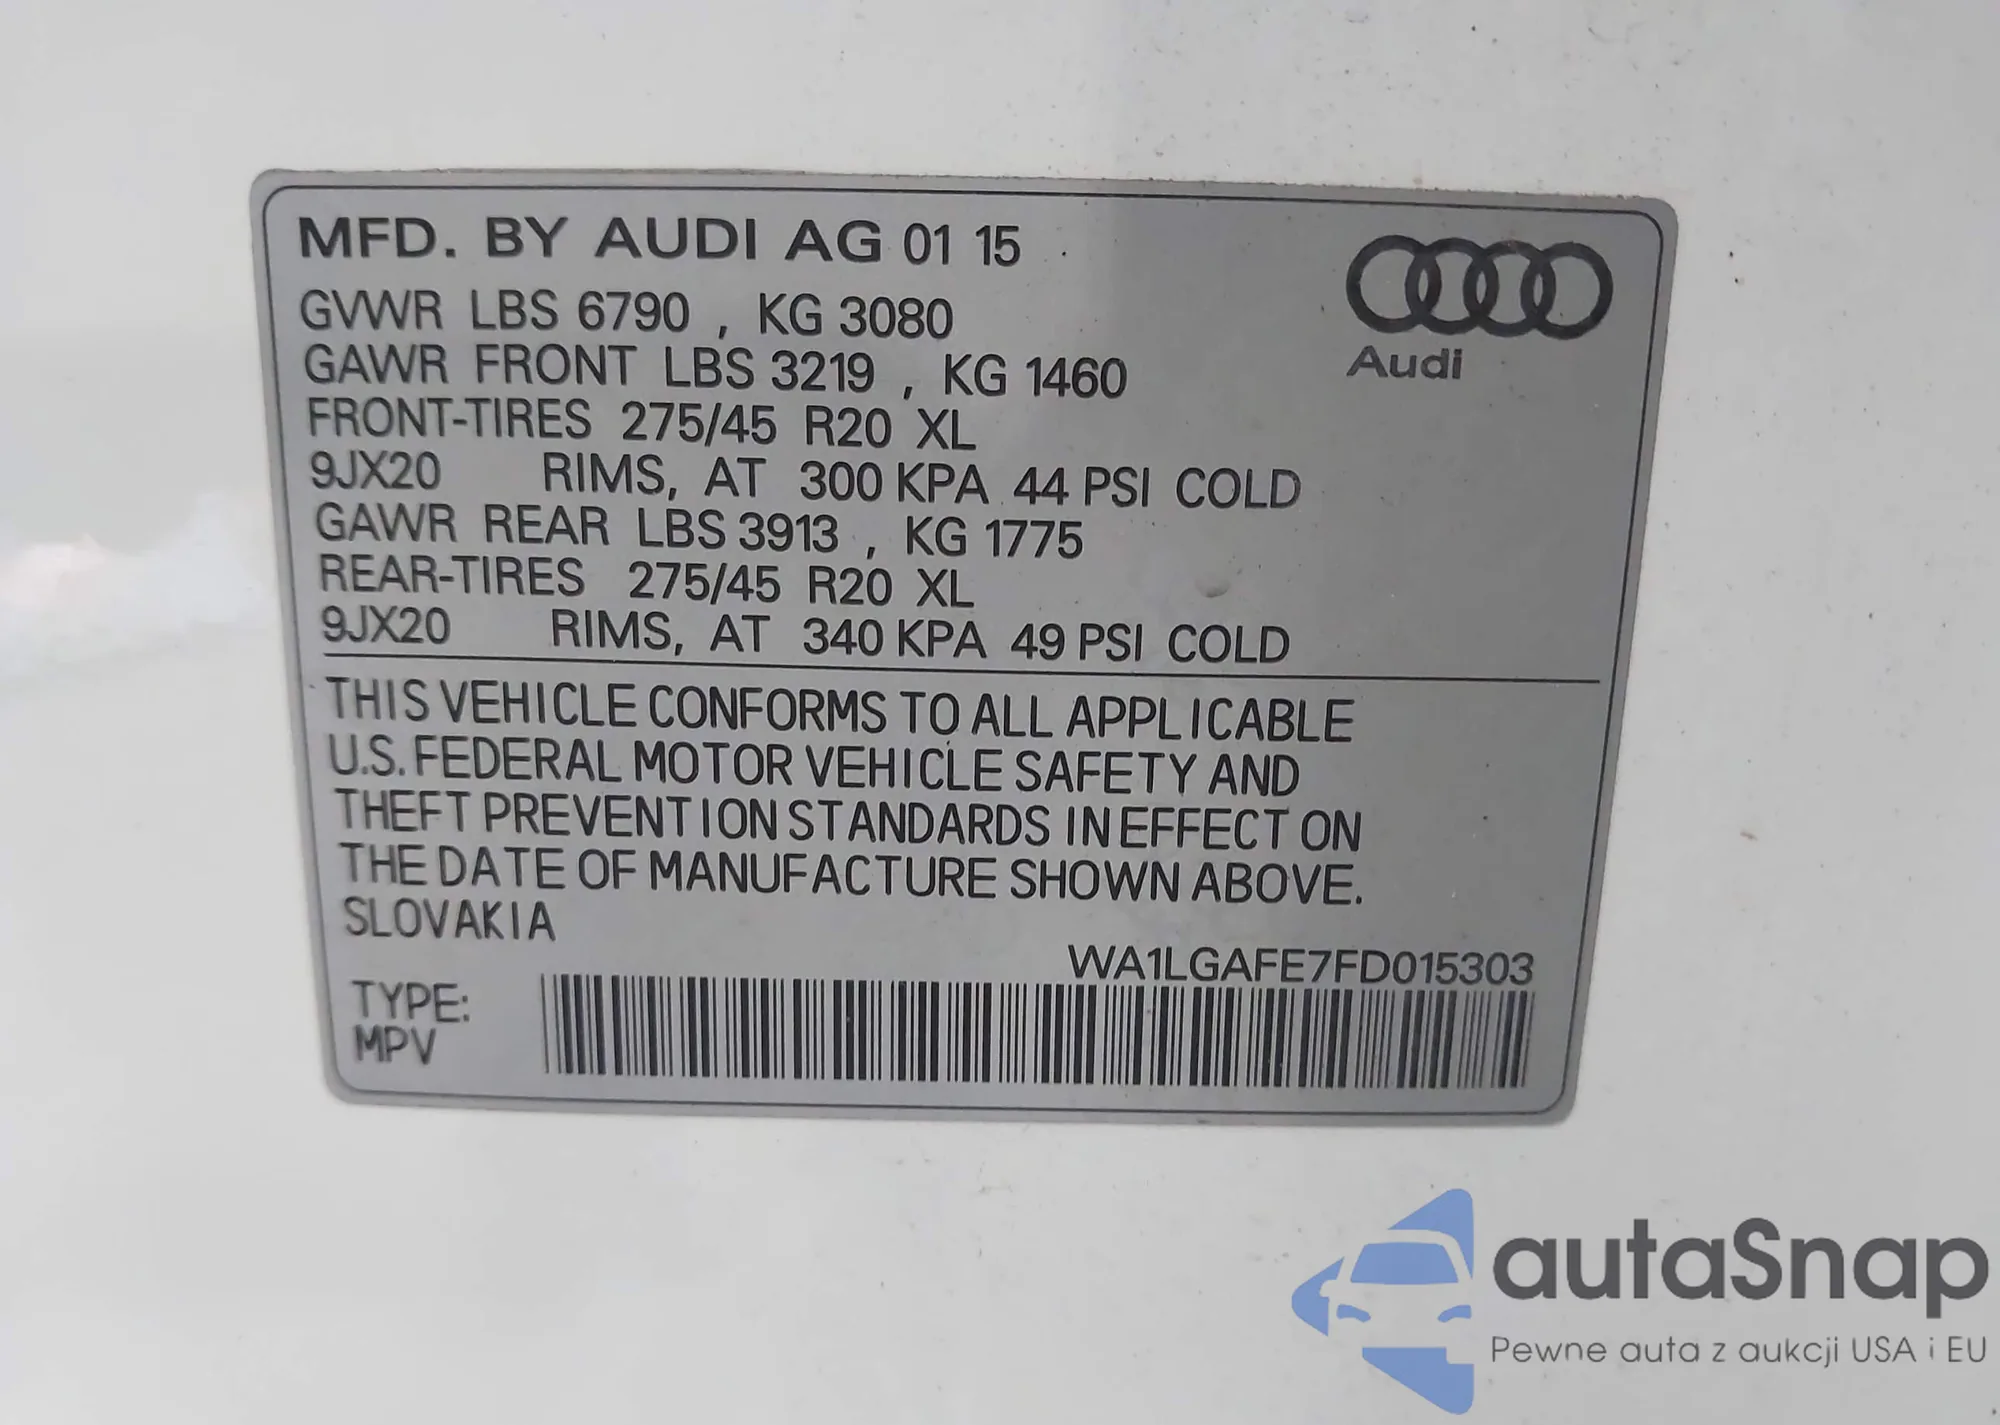 MFD. BY AUDI AG 01 15
GVWR LBS 6790 , KG 3080
GAWR FRONT LBS 3219 , KG 1460
FRONT-TIRES 275/45 R20 XL
9JX20 RIMS, AT 300 KPA 44 PSI COLD
GAWR REAR LBS 3913 , KG 1775
REAR-TIRES 275/45 R20 XL
9JX20 RIMS, AT 340 KPA 49 PSI COLD
Audi
THIS VEHICLE CONFORMS TO ALL APPLICABLE
U.S. FEDERAL MOTOR VEHICLE SAFETY AND
THEFT PREVENTION STANDARDS IN EFFECT ON
THE DATE OF MANUFACTURE SHOWN ABOVE.
SLOVAKIA
WA1LGAFE7FD015303
TYPE:
MPV
autaSnap
Pewne auta z aukcji USA i EU